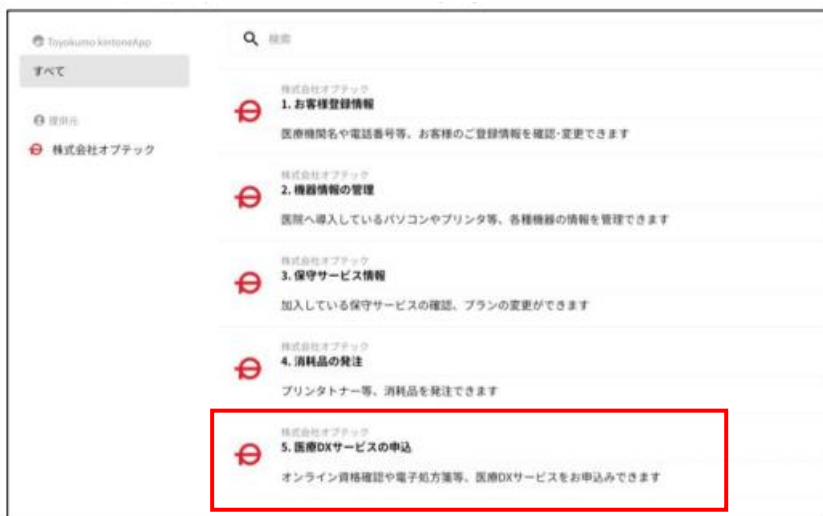 Toyokumo kintoneApp
すべて
提供元
株式会社オプテック
検索
株式会社オプテック
1. お客様登録情報
医療機関名や電話番号等、お客様のご登録情報を確認・変更できます
株式会社オプテック
2. 機器情報の管理
医院へ導入しているパソコンやプリンタ等、各種機器の情報を管理できます
株式会社オプテック
3. 保守サービス情報
加入している保守サービスの確認、プランの変更ができます
株式会社オプテック
4. 消耗品の発注
プリンタトナー等、消耗品を発注できます
株式会社オプテック
5. 医療DXサービスの申込
オンライン資格確認や電子処方箋等、医療DXサービスをお申込みできます